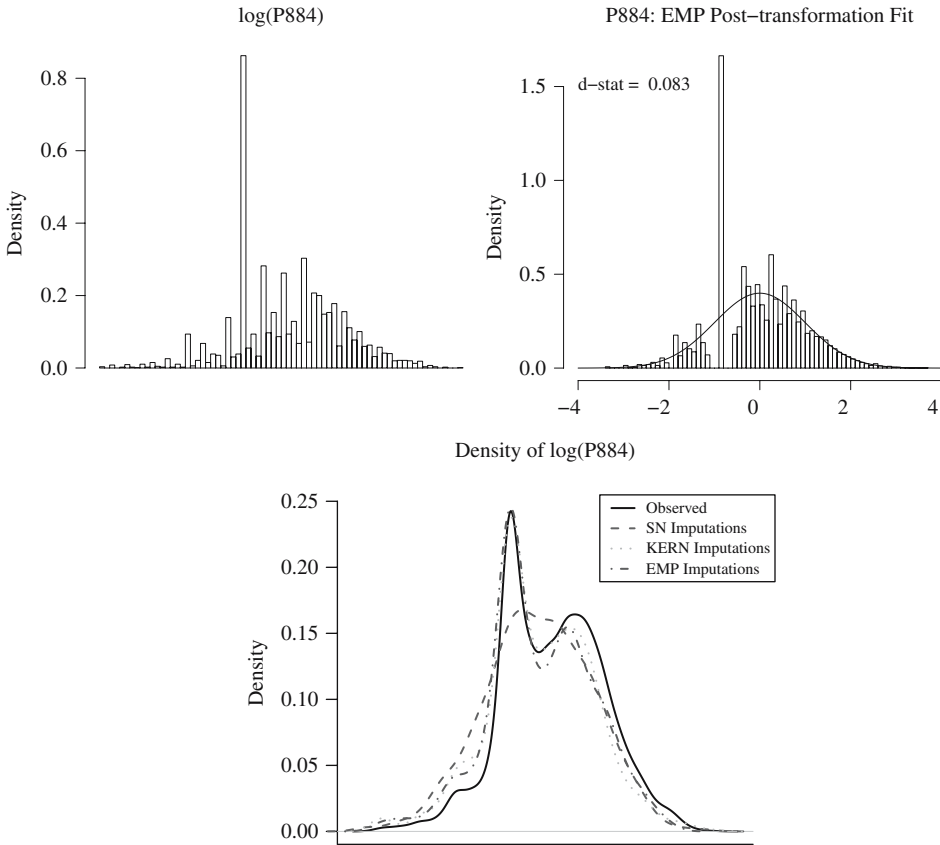 log(P884)
Density
0.8
0.6
0.4
0.2
0.0
P884: EMP Post−transformation Fit
d−stat = 0.083
Density
1.5
1.0
0.5
0.0
−4
−2
0
2
4
Density of log(P884)
Density
0.25
0.20
0.15
0.10
0.05
0.00
Observed
SN Imputations
KERN Imputations
EMP Imputations